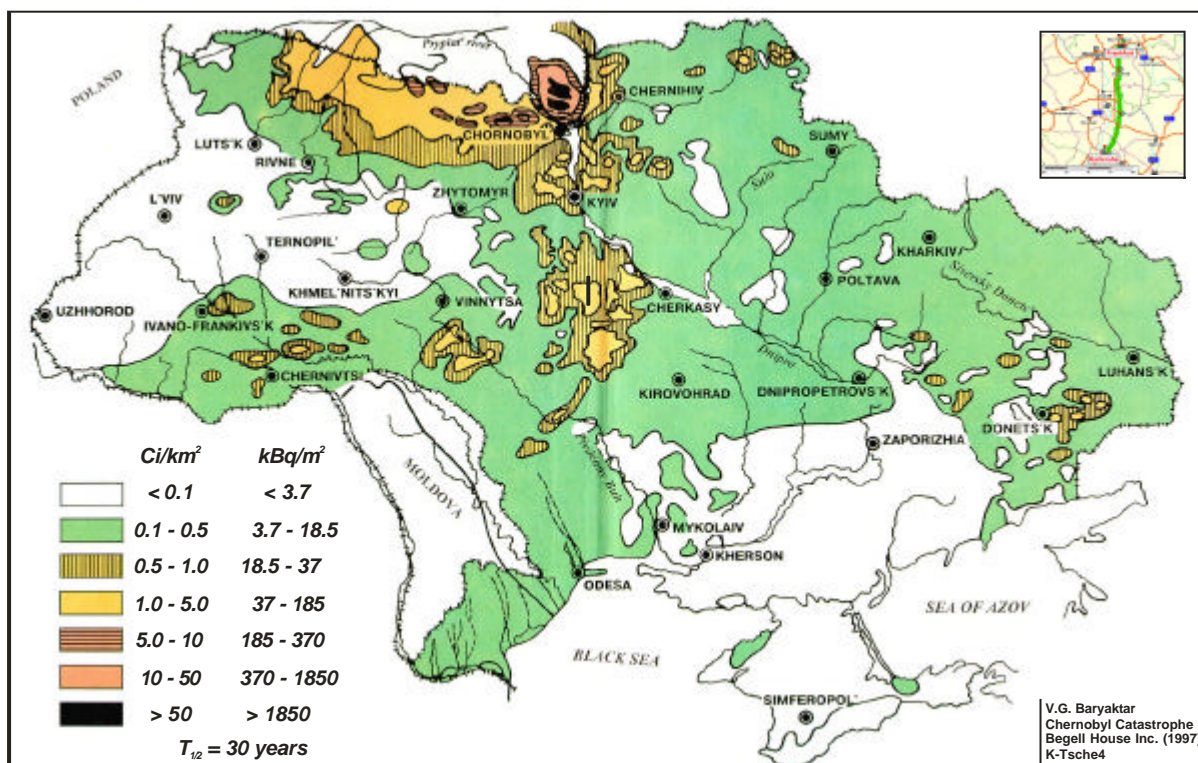 POLAND
Prypiat' river
CHERNIHIV
CHORNOBYL'
LUTS'K
RIVNE
SUMY
ZHYTOMYR
KYIV
L'VIV
TERNOPIL'
KHARKIV
KHMEL'NITS'KYI
VINNYTSA
CHERKASY
POLTAVA
Siversky Donets'k
UZHHOROD
IVANO-FRANKIVS'K
Dnipro
LUHANS'K
CHERNIVTSI
KIROVOHRAD
DNIPROPETROVS'K
DONETS'K
ZAPORIZHIA
MOLDOVA
MYKOLAIV
KHERSON
ODESA
SEA OF AZOV
BLACK SEA
SIMFEROPOL'
Ci/km² kBq/m²
< 0.1 < 3.7
0.1 - 0.5 3.7 - 18.5
0.5 - 1.0 18.5 - 37
1.0 - 5.0 37 - 185
5.0 - 10 185 - 370
10 - 50 370 - 1850
> 50 > 1850
T1/2 = 30 years
V.G. Baryaktar
Chernobyl Catastrophe
Begell House Inc. (1997)
K-Tsche4